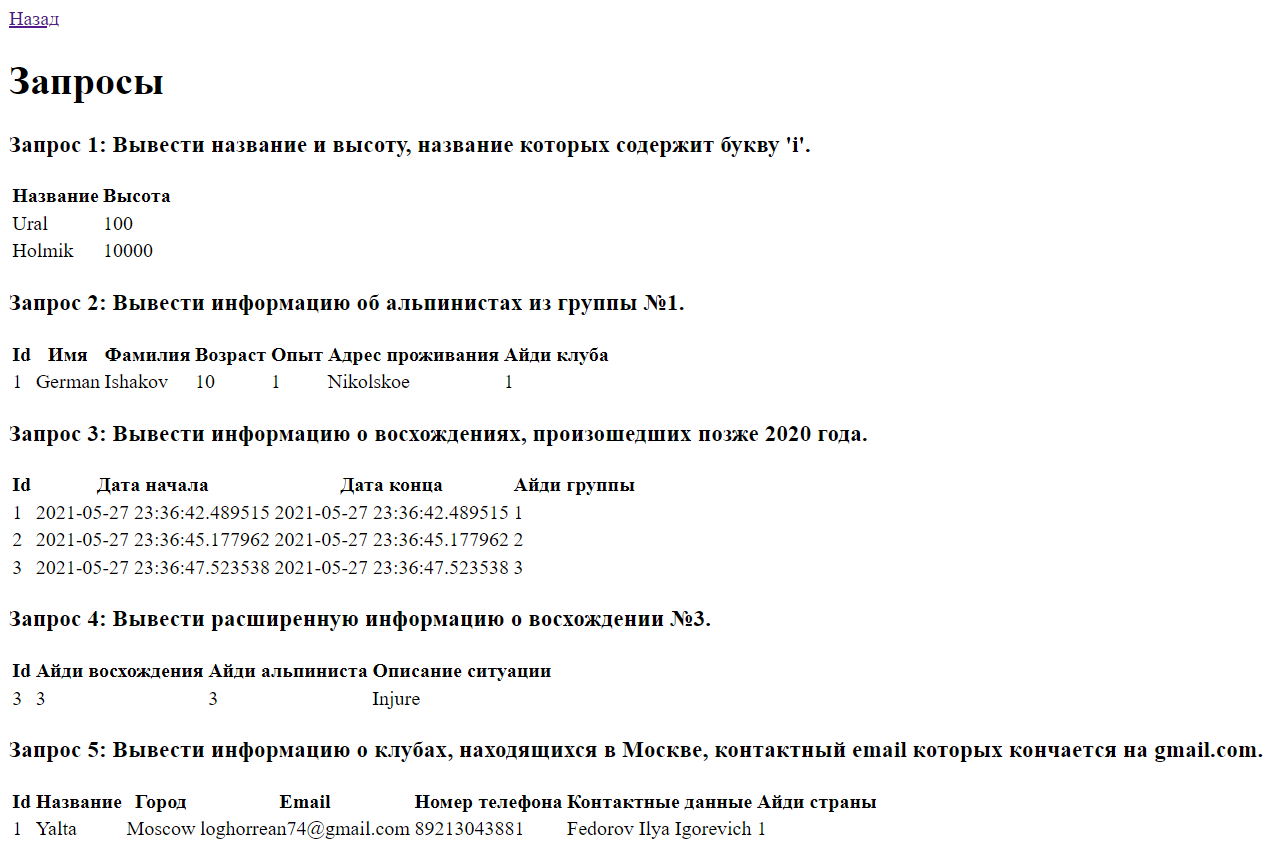 Назад
Запросы
Запрос 1: Вывести название и высоту, название которых содержит букву 'i'.
Название Высота
Ural 100
Holmik 10000
Запрос 2: Вывести информацию об альпинистах из группы №1.
Id Имя Фамилия Возраст Опыт Адрес проживания Айди клуба
1 German Ishakov 10 1 Nikolskoe 1
Запрос 3: Вывести информацию о восхождениях, произошедших позже 2020 года.
Id Дата начала Дата конца Айди группы
1 2021-05-27 23:36:42.489515 2021-05-27 23:36:42.489515 1
2 2021-05-27 23:36:45.177962 2021-05-27 23:36:45.177962 2
3 2021-05-27 23:36:47.523538 2021-05-27 23:36:47.523538 3
Запрос 4: Вывести расширенную информацию о восхождении №3.
Id Айди восхождения Айди альпиниста Описание ситуации
3 3 3 Injure
Запрос 5: Вывести информацию о клубах, находящихся в Москве, контактный email которых кончается на gmail.com.
Id Название Город Email Номер телефона Контактные данные Айди страны
1 Yalta Moscow loghorrean74@gmail.com 89213043881 Fedorov Ilya Igorevich 1